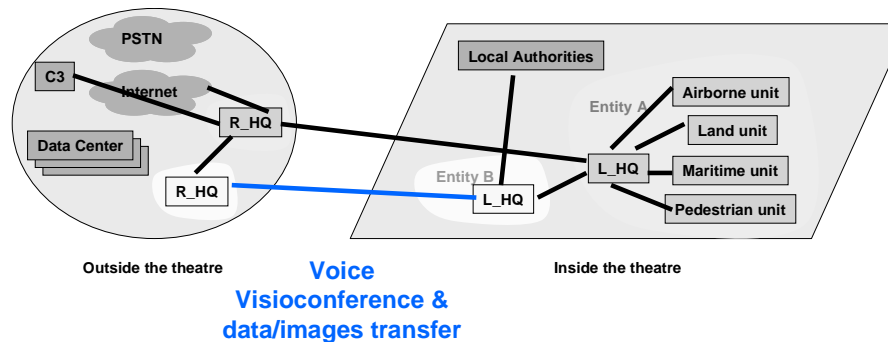 PSTN
C3
Internet
R_HQ
Data Center
R_HQ
Local Authorities
Entity A
Airborne unit
Land unit
L_HQ
Maritime unit
Pedestrian unit
Entity B
L_HQ
Outside the theatre
Inside the theatre
Voice
Visioconference &
data/images transfer